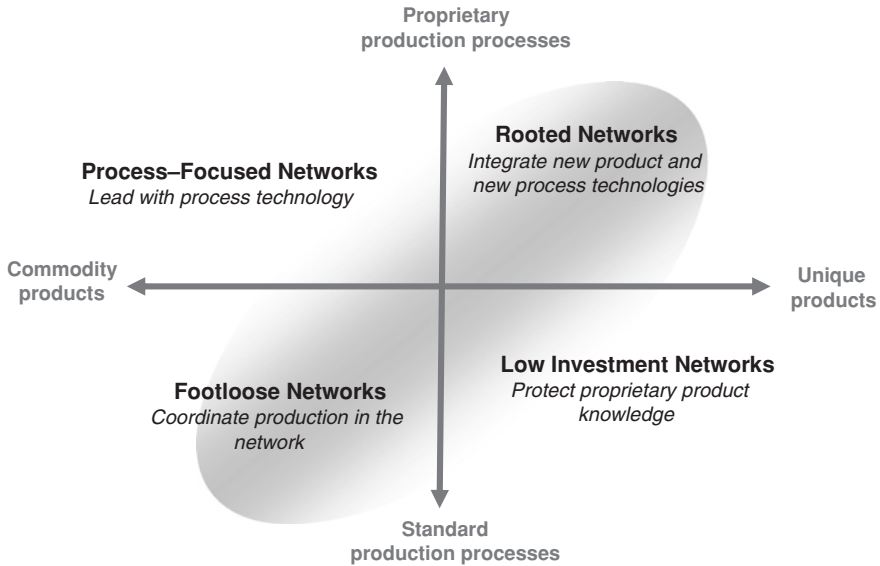 Proprietary
production processes
Rooted Networks
Integrate new product and
new process technologies
Process–Focused Networks
Lead with process technology
Commodity
products
Unique
products
Low Investment Networks
Protect proprietary product
knowledge
Footloose Networks
Coordinate production in the
network
Standard
production processes